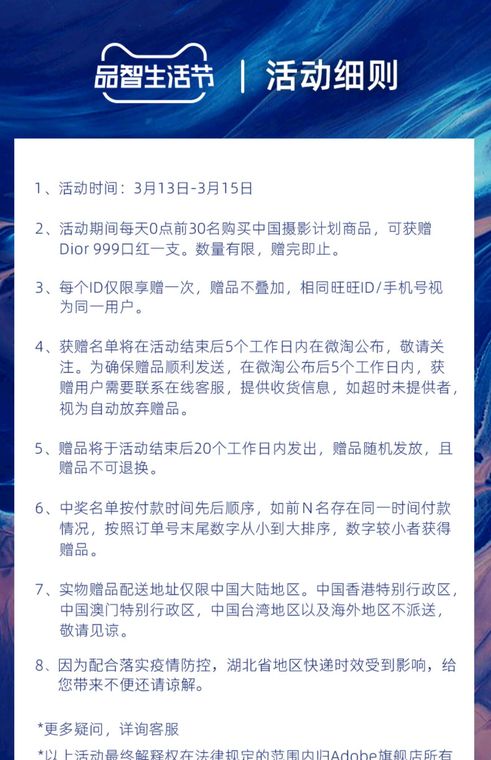 品智生活节 | 活动细则
1、活动时间：3月13日-3月15日
2、活动期间每天0点前30名购买中国摄影计划商品，可获赠
Dior 999口红一支。数量有限，赠完即止。
3、每个ID仅限享赠一次，赠品不叠加，相同旺旺ID/手机号视
为同一用户。
4、获赠名单将在活动结束后5个工作日内在微淘公布，敬请关
注。为确保赠品顺利发送，在微淘公布后5个工作日内，获
赠用户需要联系在线客服，提供收货信息，如超时未提供者，
视为自动放弃赠品。
5、赠品将于活动结束后20个工作日内发出，赠品随机发放，且
赠品不可退换。
6、中奖名单按付款时间先后顺序，如前N名存在同一时间付款
情况，按照订单号末尾数字从小到大排序，数字较小者获得
赠品。
7、实物赠品配送地址仅限中国大陆地区。中国香港特别行政区，
中国澳门特别行政区，中国台湾地区以及海外地区不派送，
敬请见谅。
8、因为配合落实疫情防控，湖北省地区快递时效受到影响，给
您带来不便还请谅解。
*更多疑问，详询客服
*以上活动最终解释权在法律规定的范围内归Adobe旗舰店所有